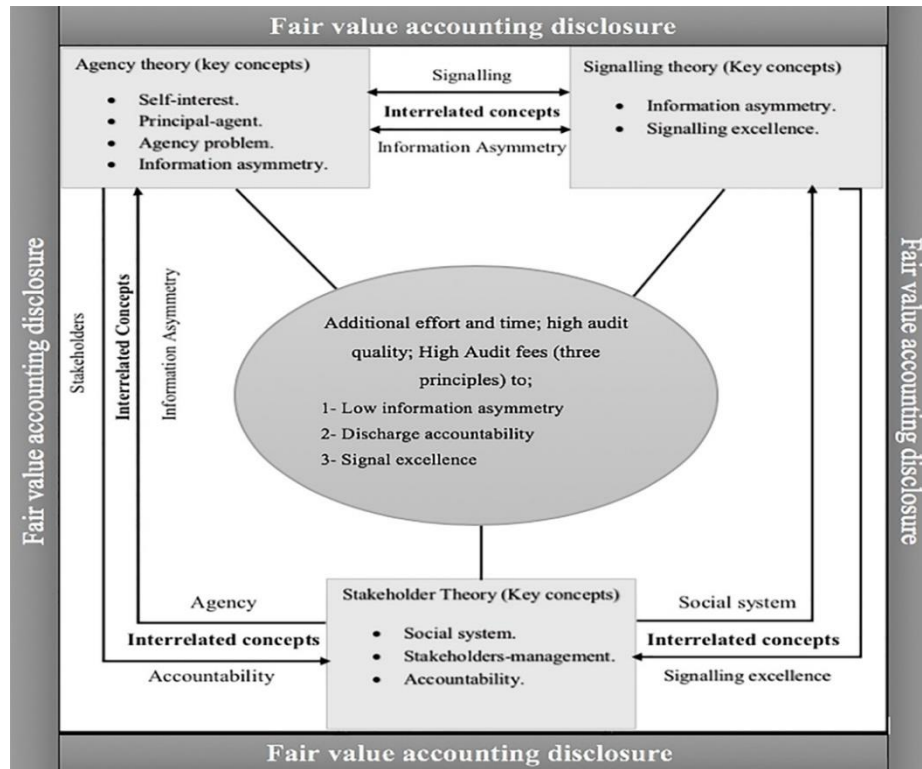 Fair value accounting disclosure
Agency theory (key concepts)
• Self-interest.
• Principal-agent.
• Agency problem.
• Information asymmetry.
Signalling
Interrelated concepts
Information Asymmetry
Signalling theory (Key concepts)
• Information asymmetry.
• Signalling excellence.
Fair value accounting disclosure
Stakeholders
Interrelated Concepts
Information Asymmetry
Additional effort and time; high audit
quality; High Audit fees (three
principles) to;
1- Low information asymmetry
2- Discharge accountability
3- Signal excellence
Fair value accounting disclosure
Agency
Interrelated concepts
Accountability
Stakeholder Theory (Key concepts)
• Social system.
• Stakeholders-management.
• Accountability.
Social system
Interrelated concepts
Signalling excellence
Fair value accounting disclosure